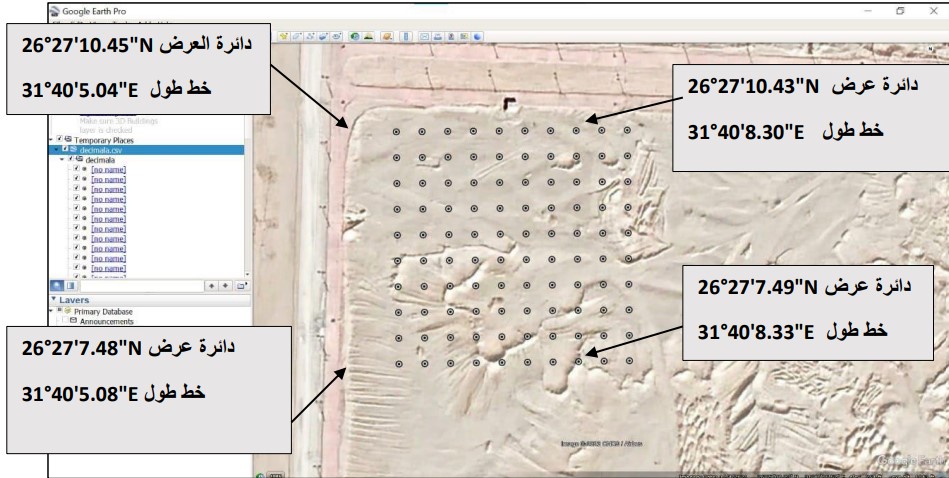 Google Earth Pro
دائرة العرض 26°27'10.45"N
خط طول 31°40'5.04"E
دائرة عرض 26°27'10.43"N
خط طول 31°40'8.30"E
Make sure 3D Buildings
layer is checked
Temporary Places
decimala.csv
decimala
[no name]
[no name]
[no name]
[no name]
[no name]
[no name]
[no name]
[no name]
[no name]
[no name]
[no name]
دائرة عرض 26°27'7.49"N
خط طول 31°40'8.33"E
Layers
Primary Database
Announcements
دائرة عرض 26°27'7.48"N
خط طول 31°40'5.08"E
Image ©2022 CNES / Airbus
Google Earth